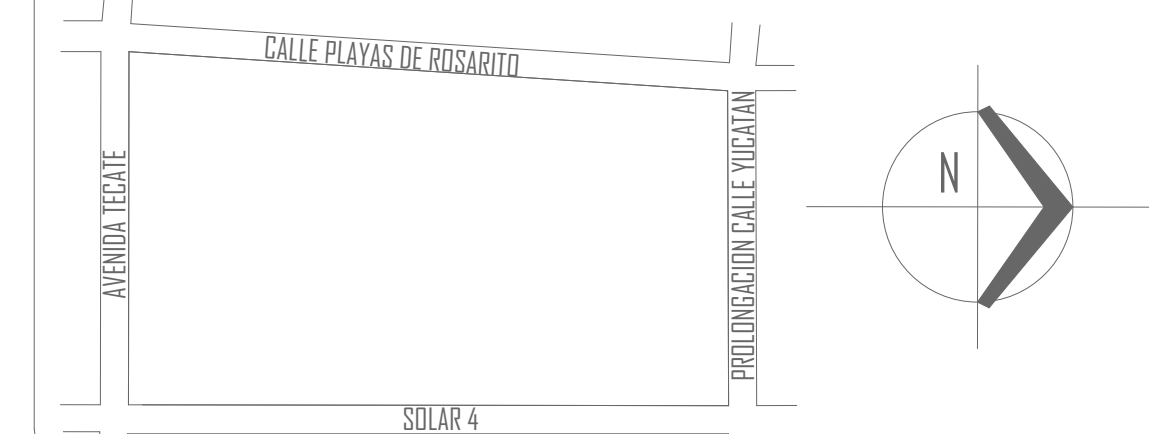 CALLE PLAYAS DE ROSARITO
AVENIDA TECATE
PROLONGACION CALLE YUCATAN
N
SOLAR 4